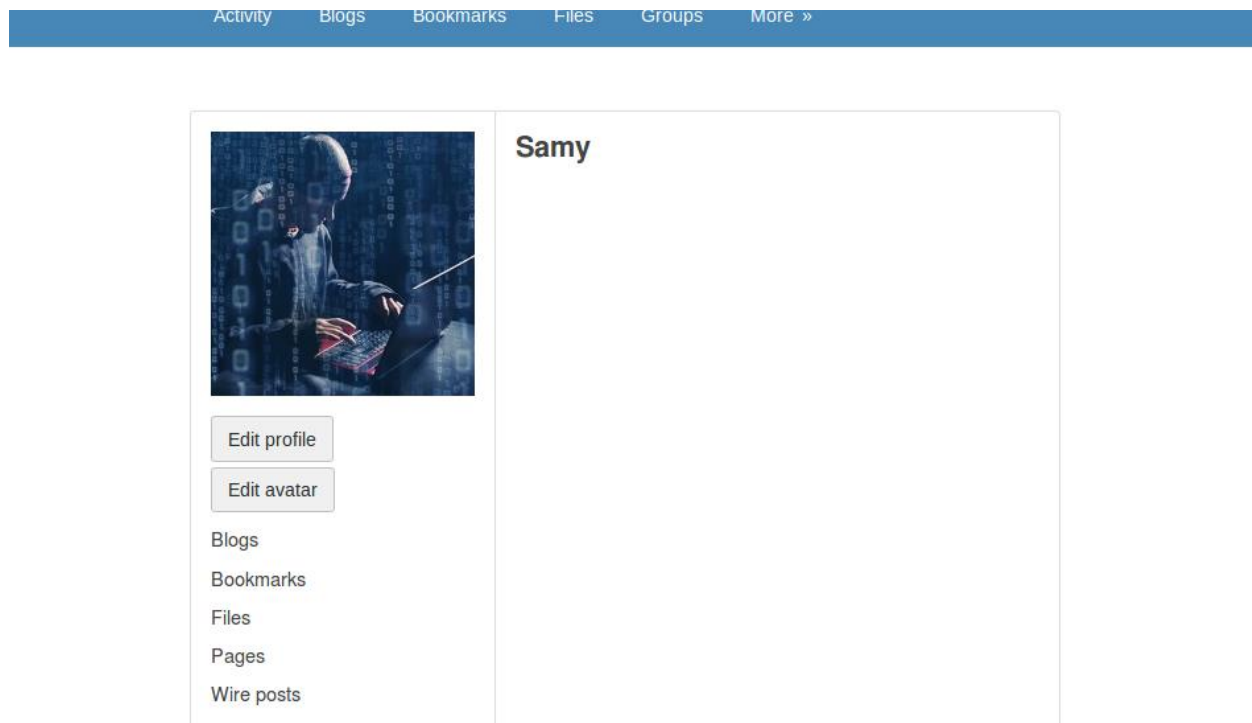 Activity Blogs Bookmarks Files Groups More »
Samy
Edit profile
Edit avatar
Blogs
Bookmarks
Files
Pages
Wire posts